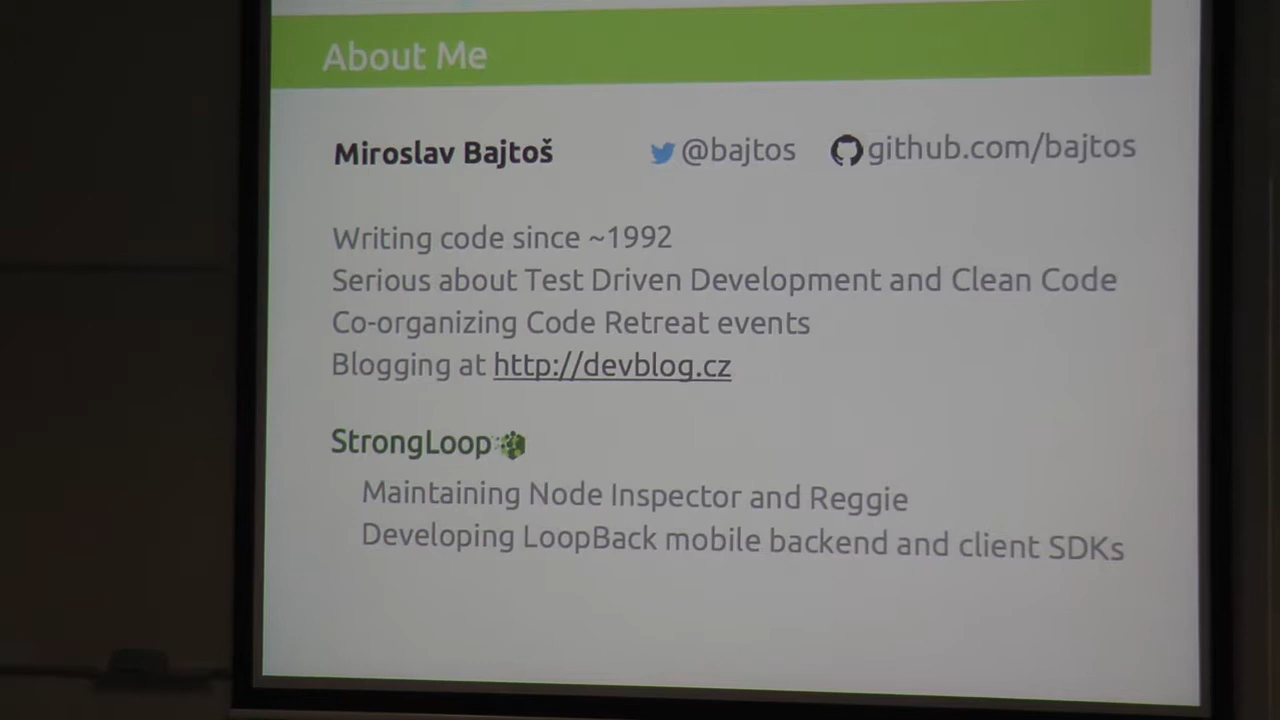 About Me
Miroslav Bajtoš @bajtos github.com/bajtos
Writing code since ~1992
Serious about Test Driven Development and Clean Code
Co-organizing Code Retreat events
Blogging at http://devblog.cz
StrongLoop
Maintaining Node Inspector and Reggie
Developing LoopBack mobile backend and client SDKs